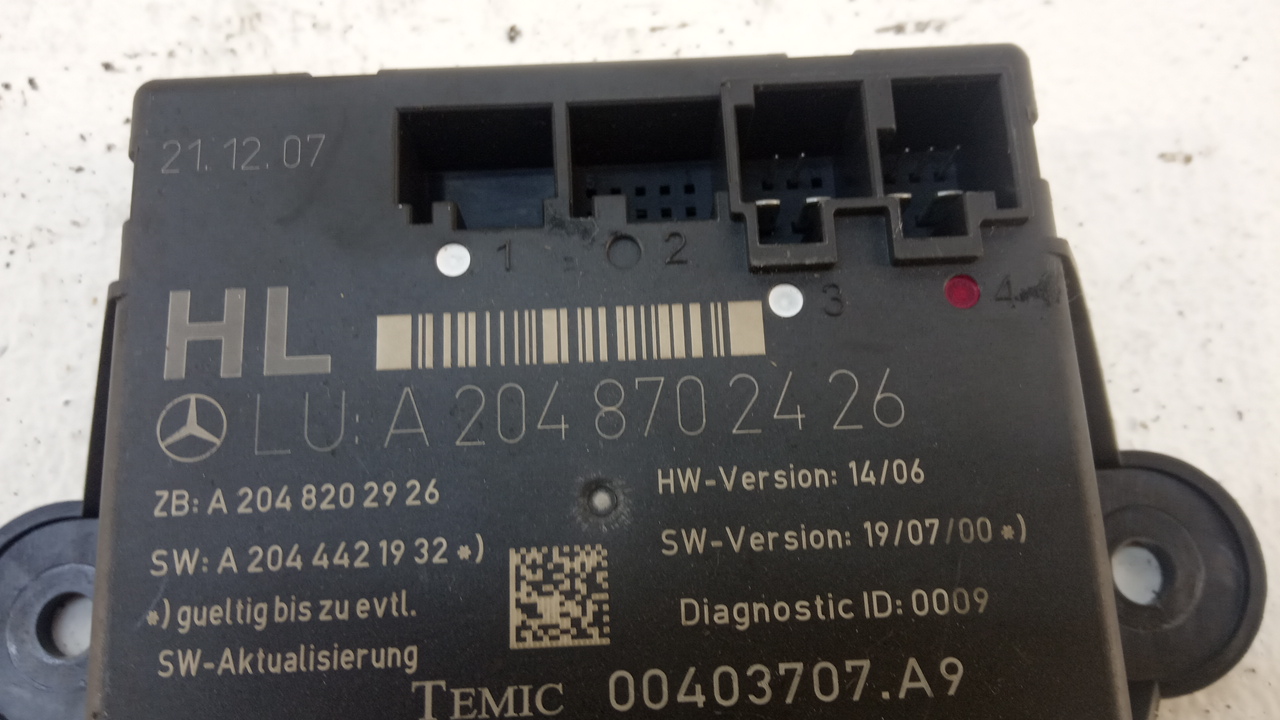 21.12.07
1
2
3
4
HL
LU: A 204 870 24 26
ZB: A 204 820 29 26
HW-Version: 14/06
SW: A 204 442 19 32 *)
SW-Version: 19/07/00 *)
*) gueltig bis zu evtl.
SW-Aktualisierung
Diagnostic ID: 0009
TEMIC 00403707.A9